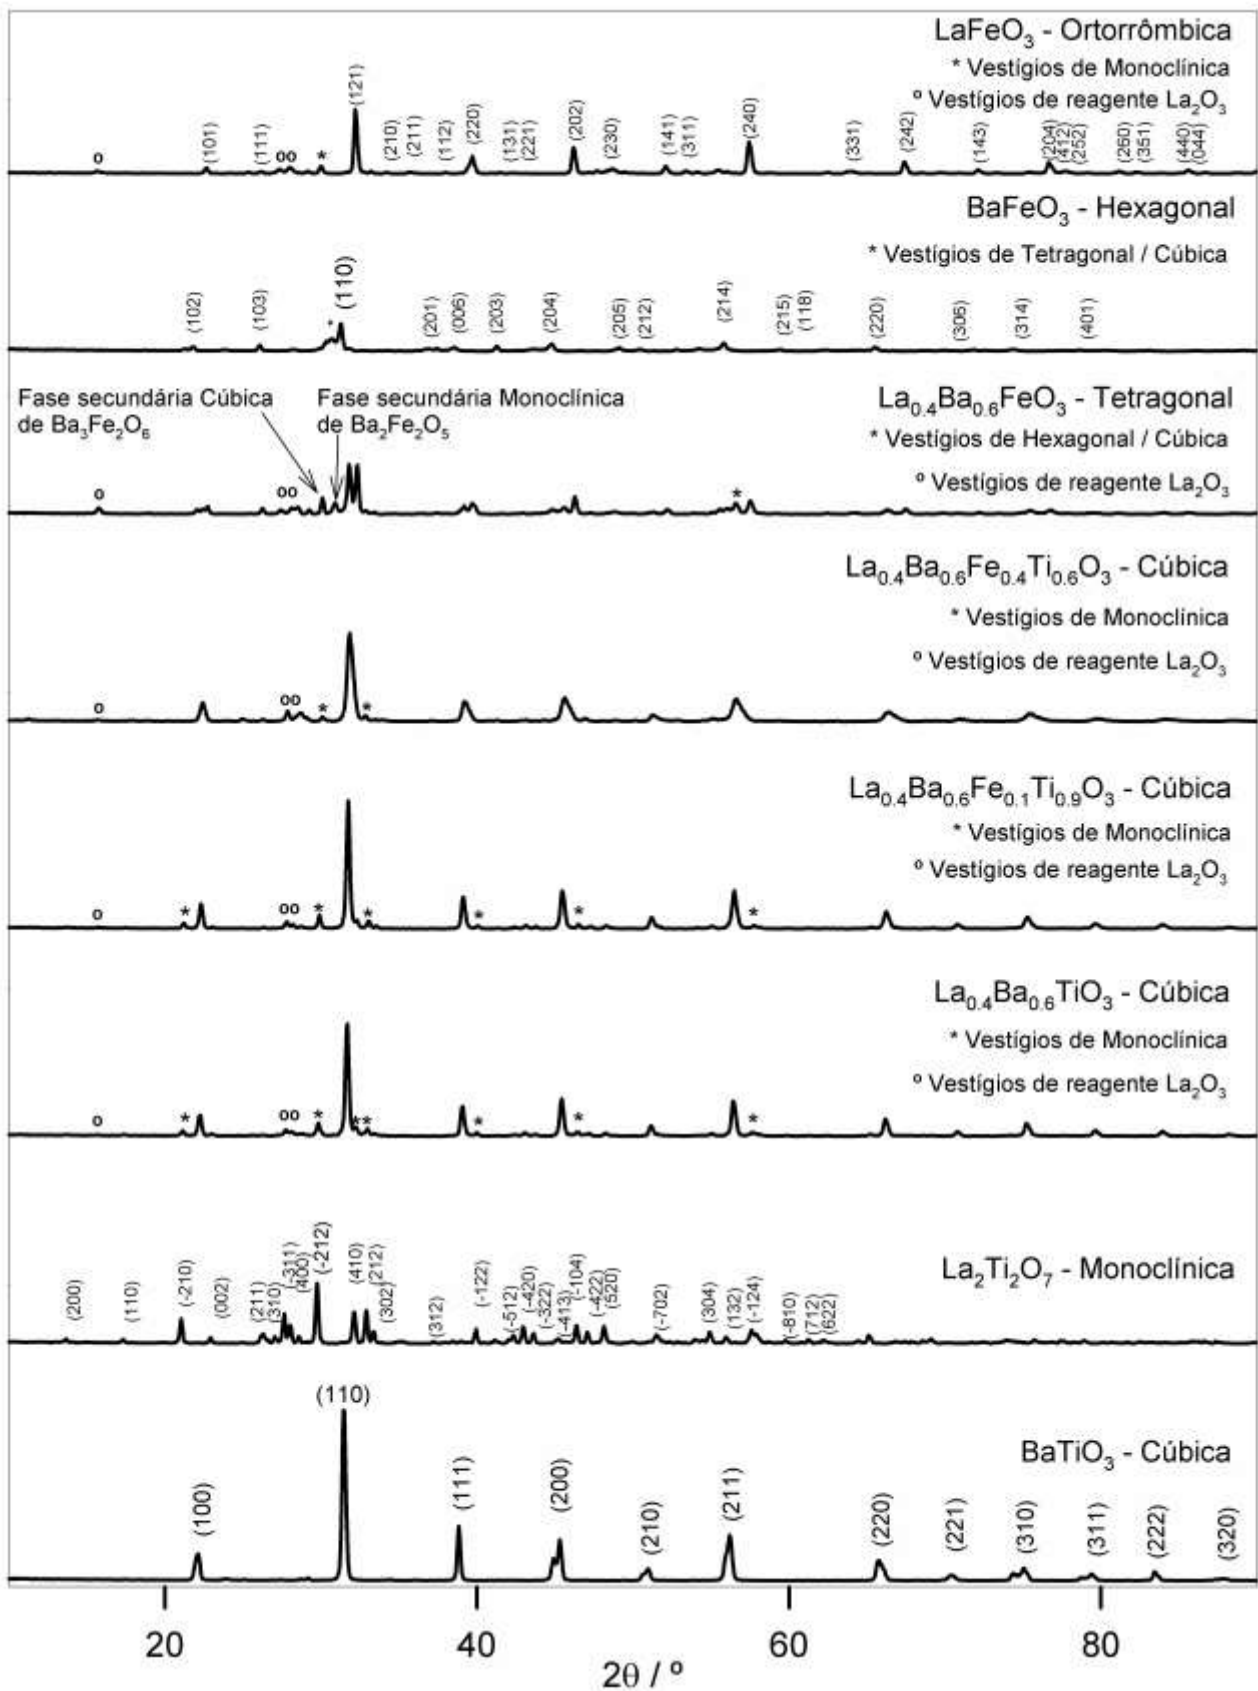 LaFeO₃ - Ortorrômbica
* Vestígios de Monoclínica
º Vestígios de reagente La₂O₃
o (101) (111) oo * (121) (210) (211) (112) (220) (131) (221) (202) (230) (141) (311) (240) (331) (242) (143) (204) (412) (252) (260) (351) (440) (044)
BaFeO₃ - Hexagonal
* Vestígios de Tetragonal / Cúbica
(102) (103) * (110) (201) (006) (203) (204) (205) (212) (214) (215) (118) (220) (306) (314) (401)
Fase secundária Cúbica
de Ba₃Fe₂O₆
Fase secundária Monoclínica
de Ba₂Fe₂O₅
La₀.₄Ba₀.₆FeO₃ - Tetragonal
* Vestígios de Hexagonal / Cúbica
º Vestígios de reagente La₂O₃
o oo *
La₀.₄Ba₀.₆Fe₀.₄Ti₀.₆O₃ - Cúbica
* Vestígios de Monoclínica
º Vestígios de reagente La₂O₃
o oo * *
La₀.₄Ba₀.₆Fe₀.₁Ti₀.₉O₃ - Cúbica
* Vestígios de Monoclínica
º Vestígios de reagente La₂O₃
o * oo * * * * *
La₀.₄Ba₀.₆TiO₃ - Cúbica
* Vestígios de Monoclínica
º Vestígios de reagente La₂O₃
o * oo * * * * * *
La₂Ti₂O₇ - Monoclínica
(200) (110) (-210) (002) (211) (310) (-311) (400) (-212) (410) (212) (302) (312) (-122) (-512) (-420) (-322) (-413) (-104) (-422) (520) (-702) (304) (132) (-124) (-810) (712) (622)
BaTiO₃ - Cúbica
(100) (110) (111) (200) (210) (211) (220) (221) (310) (311) (222) (320)
20 40 60 80
2θ / º